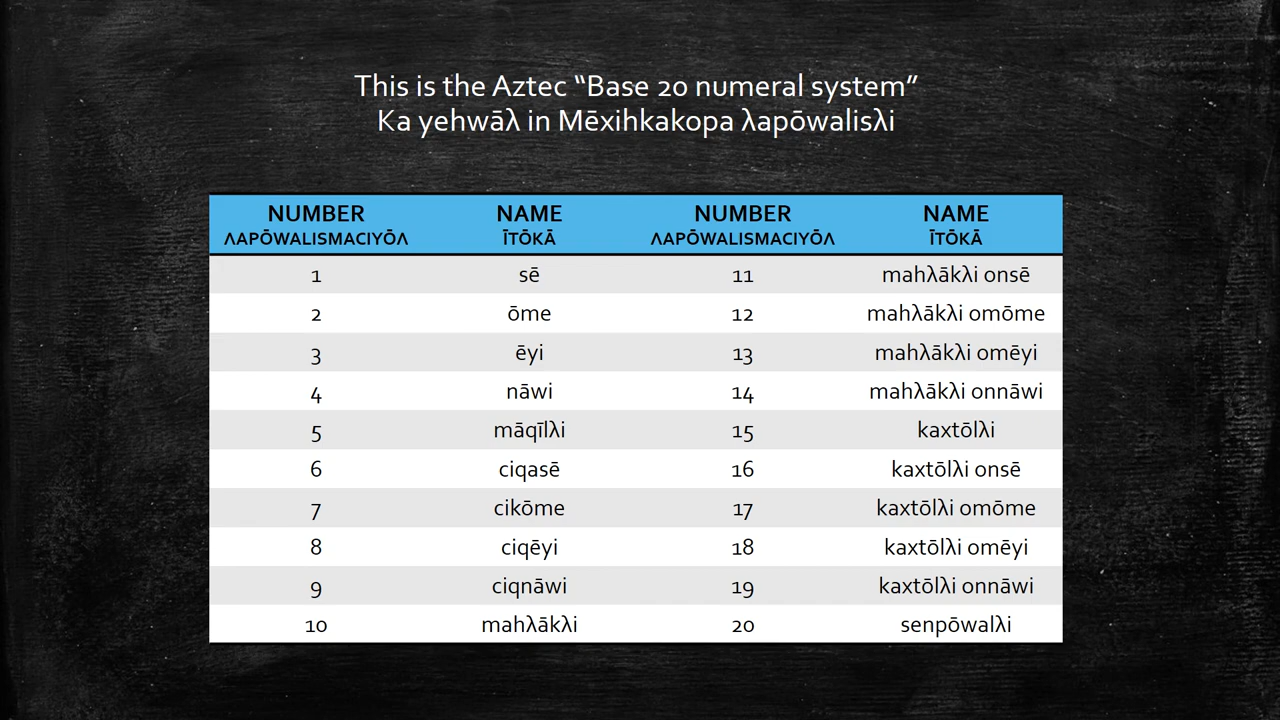 This is the Aztec “Base 20 numeral system”
Ka yehwāλ in Mēxihkakopa λapōwalisλi
NUMBER NAME NUMBER NAME
ΛAPŌWALISMACIYŌΛ ĪTŌKĀ ΛAPŌWALISMACIYŌΛ ĪTŌKĀ
1 sē 11 mahλākλi onsē
2 ōme 12 mahλākλi omōme
3 ēyi 13 mahλākλi omēyi
4 nāwi 14 mahλākλi onnāwi
5 māqīlλi 15 kaxtōlλi
6 ciqasē 16 kaxtōlλi onsē
7 cikōme 17 kaxtōlλi omōme
8 ciqēyi 18 kaxtōlλi omēyi
9 ciqnāwi 19 kaxtōlλi onnāwi
10 mahλākλi 20 senpōwalλi